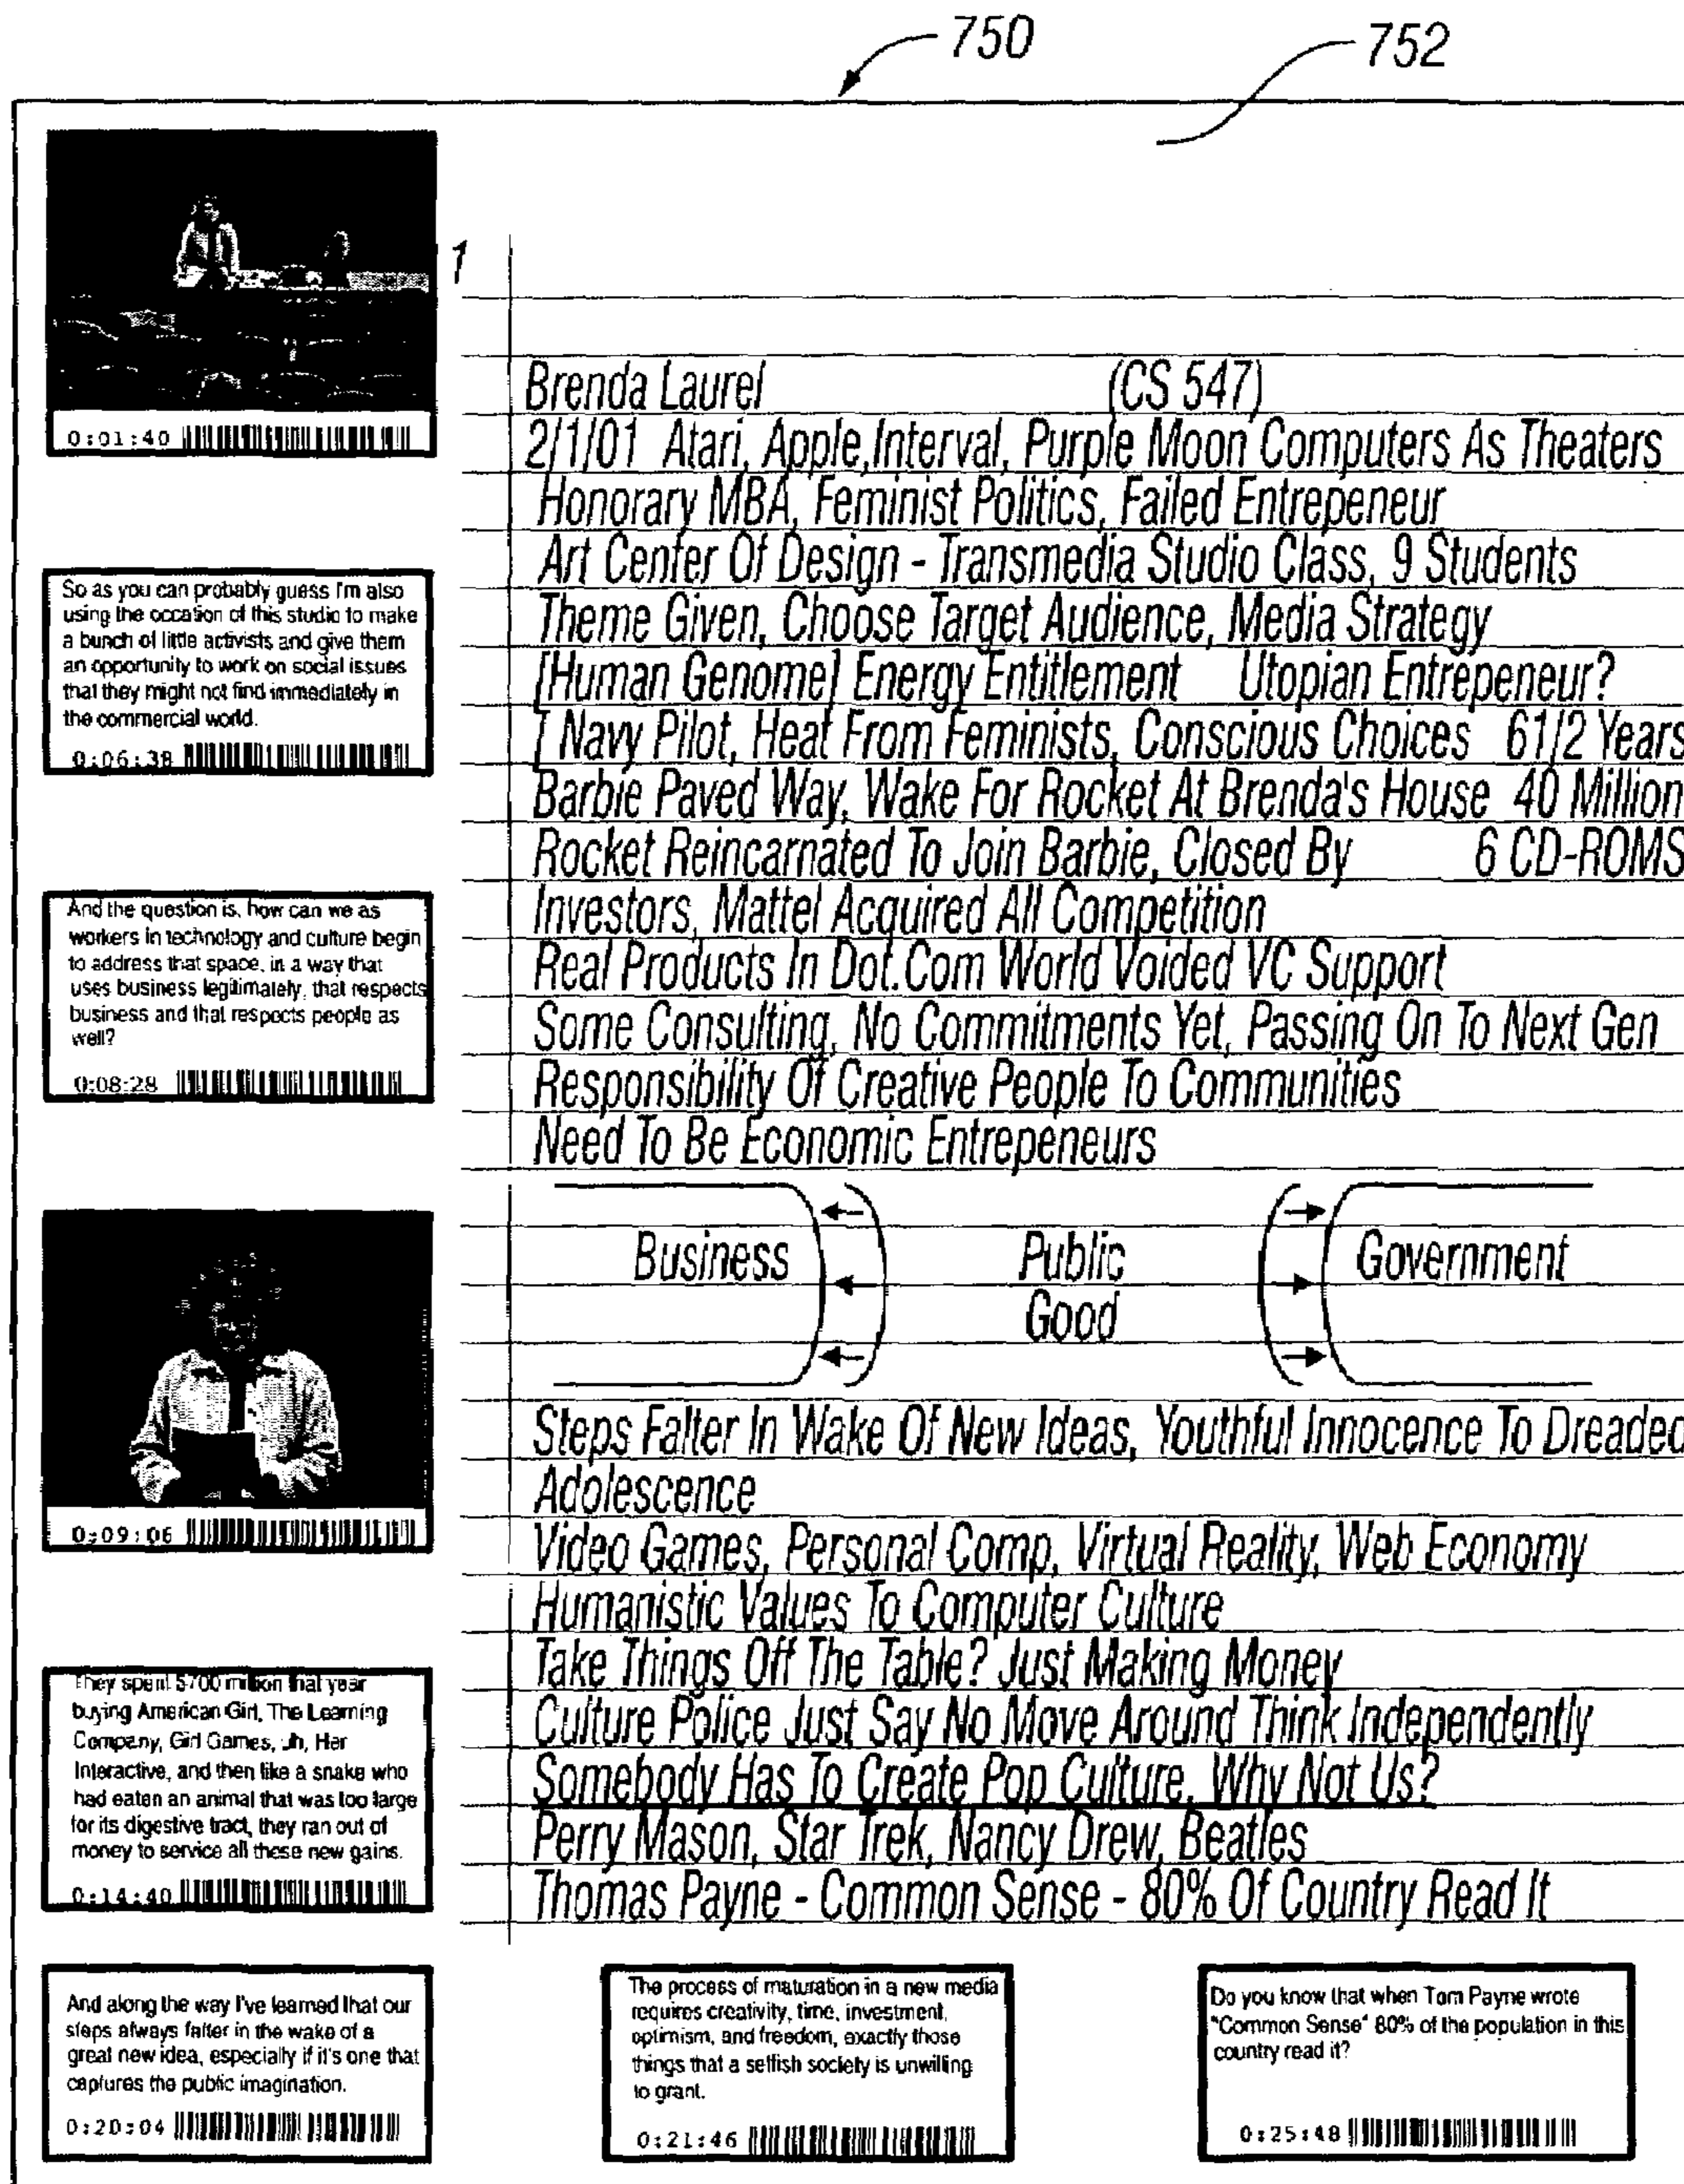 750
752
0:01:40
1
Brenda Laurel (CS 547)
2/1/01 Atari, Apple, Interval, Purple Moon Computers As Theaters
Honorary MBA, Feminist Politics, Failed Entrepeneur
Art Center Of Design - Transmedia Studio Class, 9 Students
Theme Given, Choose Target Audience, Media Strategy
[Human Genome] Energy Entitlement Utopian Entrepeneur?
[ Navy Pilot, Heat From Feminists, Conscious Choices 61/2 Years
Barbie Paved Way, Wake For Rocket At Brenda's House 40 Million
Rocket Reincarnated To Join Barbie, Closed By 6 CD-ROMS
Investors, Mattel Acquired All Competition
Real Products In Dot.Com World Voided VC Support
Some Consulting, No Commitments Yet, Passing On To Next Gen
Responsibility Of Creative People To Communities
Need To Be Economic Entrepeneurs
Business Public Government
Good
Steps Falter In Wake Of New Ideas, Youthful Innocence To Dreaded
Adolescence
Video Games, Personal Comp, Virtual Reality, Web Economy
Humanistic Values To Computer Culture
Take Things Off The Table? Just Making Money
Culture Police Just Say No Move Around Think Independently
Somebody Has To Create Pop Culture, Why Not Us?
Perry Mason, Star Trek, Nancy Drew, Beatles
Thomas Payne - Common Sense - 80% Of Country Read It
So as you can probably guess I'm also
using the occation of this studio to make
a bunch of little activists and give them
an opportunity to work on social issues
that they might not find immediately in
the commercial world.
0:06:38
And the question is, how can we as
workers in technology and culture begin
to address that space, in a way that
uses business legitimately, that respects
business and that respects people as
well?
0:08:28
0:09:06
They spent $700 million that year
buying American Girl, The Learning
Company, Girl Games, uh, Her
Interactive, and then like a snake who
had eaten an animal that was too large
for its digestive tract, they ran out of
money to service all these new gains.
0:14:40
And along the way I've learned that our
steps always falter in the wake of a
great new idea, especially if it's one that
captures the public imagination.
0:20:04
The process of maturation in a new media
requires creativity, time, investment,
optimism, and freedom, exactly those
things that a selfish society is unwilling
to grant.
0:21:46
Do you know that when Tom Payne wrote
"Common Sense" 80% of the population in this
country read it?
0:25:48